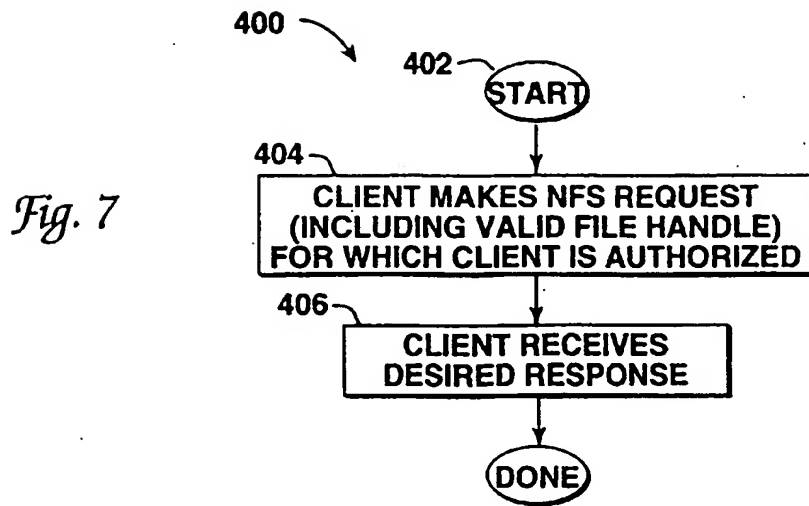 400
402
START
404
CLIENT MAKES NFS REQUEST
(INCLUDING VALID FILE HANDLE)
FOR WHICH CLIENT IS AUTHORIZED
Fig. 7
406
CLIENT RECEIVES
DESIRED RESPONSE
DONE